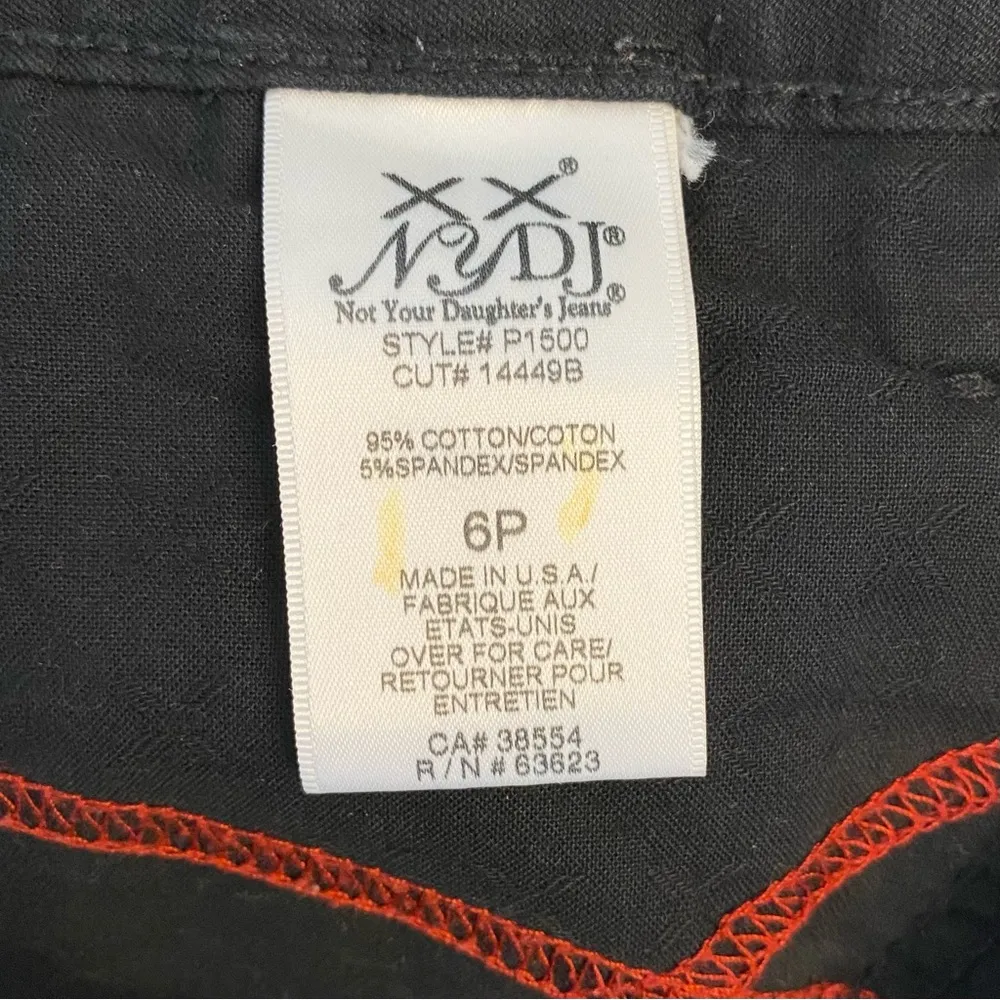 XX®
NYDJ®
Not Your Daughter's Jeans®
STYLE# P1500
CUT# 14449B
95% COTTON/COTON
5%SPANDEX/SPANDEX
6P
MADE IN U.S.A./
FABRIQUE AUX
ETATS-UNIS
OVER FOR CARE/
RETOURNER POUR
ENTRETIEN
CA# 38554
R/N # 63623